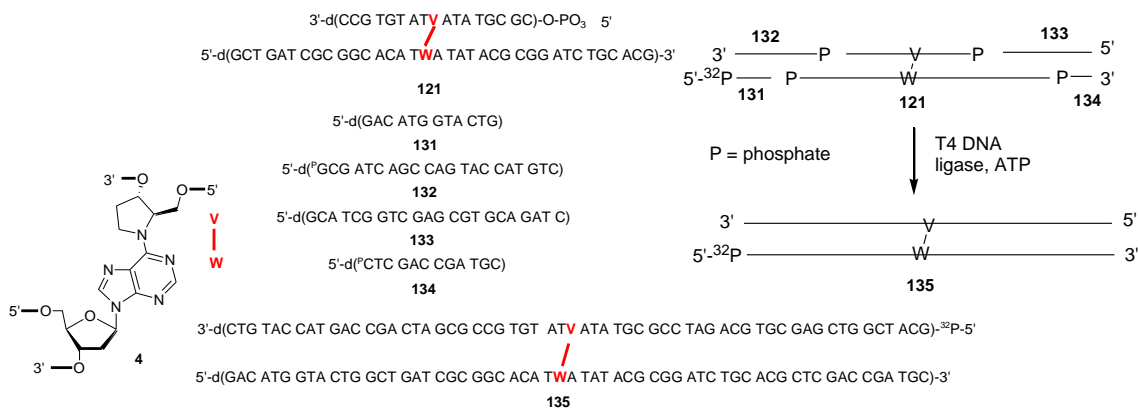 3'-d(CCG TGT ATV ATA TGC GC)-O-PO3 5'
5'-d(GCT GAT CGC GGC ACA TWA TAT ACG CGG ATC TGC ACG)-3'
121
5'-d(GAC ATG GTA CTG)
131
5'-d(PGCG ATC AGC CAG TAC CAT GTC)
132
5'-d(GCA TCG GTC GAG CGT GCA GAT C)
133
5'-d(PCTC GAC CGA TGC)
134
3' O
O 5'
N
V
W
N N
N N
5' O
O
3' O
4
132 133
3' P V P 5'
5'-32P P W P 3'
131 121 134
P = phosphate
T4 DNA
ligase, ATP
3' V 5'
5'-32P W 3'
135
3'-d(CTG TAC CAT GAC CGA CTA GCG CCG TGT ATV ATA TGC GCC TAG ACG TGC GAG CTG GCT ACG)-32P-5'
5'-d(GAC ATG GTA CTG GCT GAT CGC GGC ACA TWA TAT ACG CGG ATC TGC ACG CTC GAC CGA TGC)-3'
135